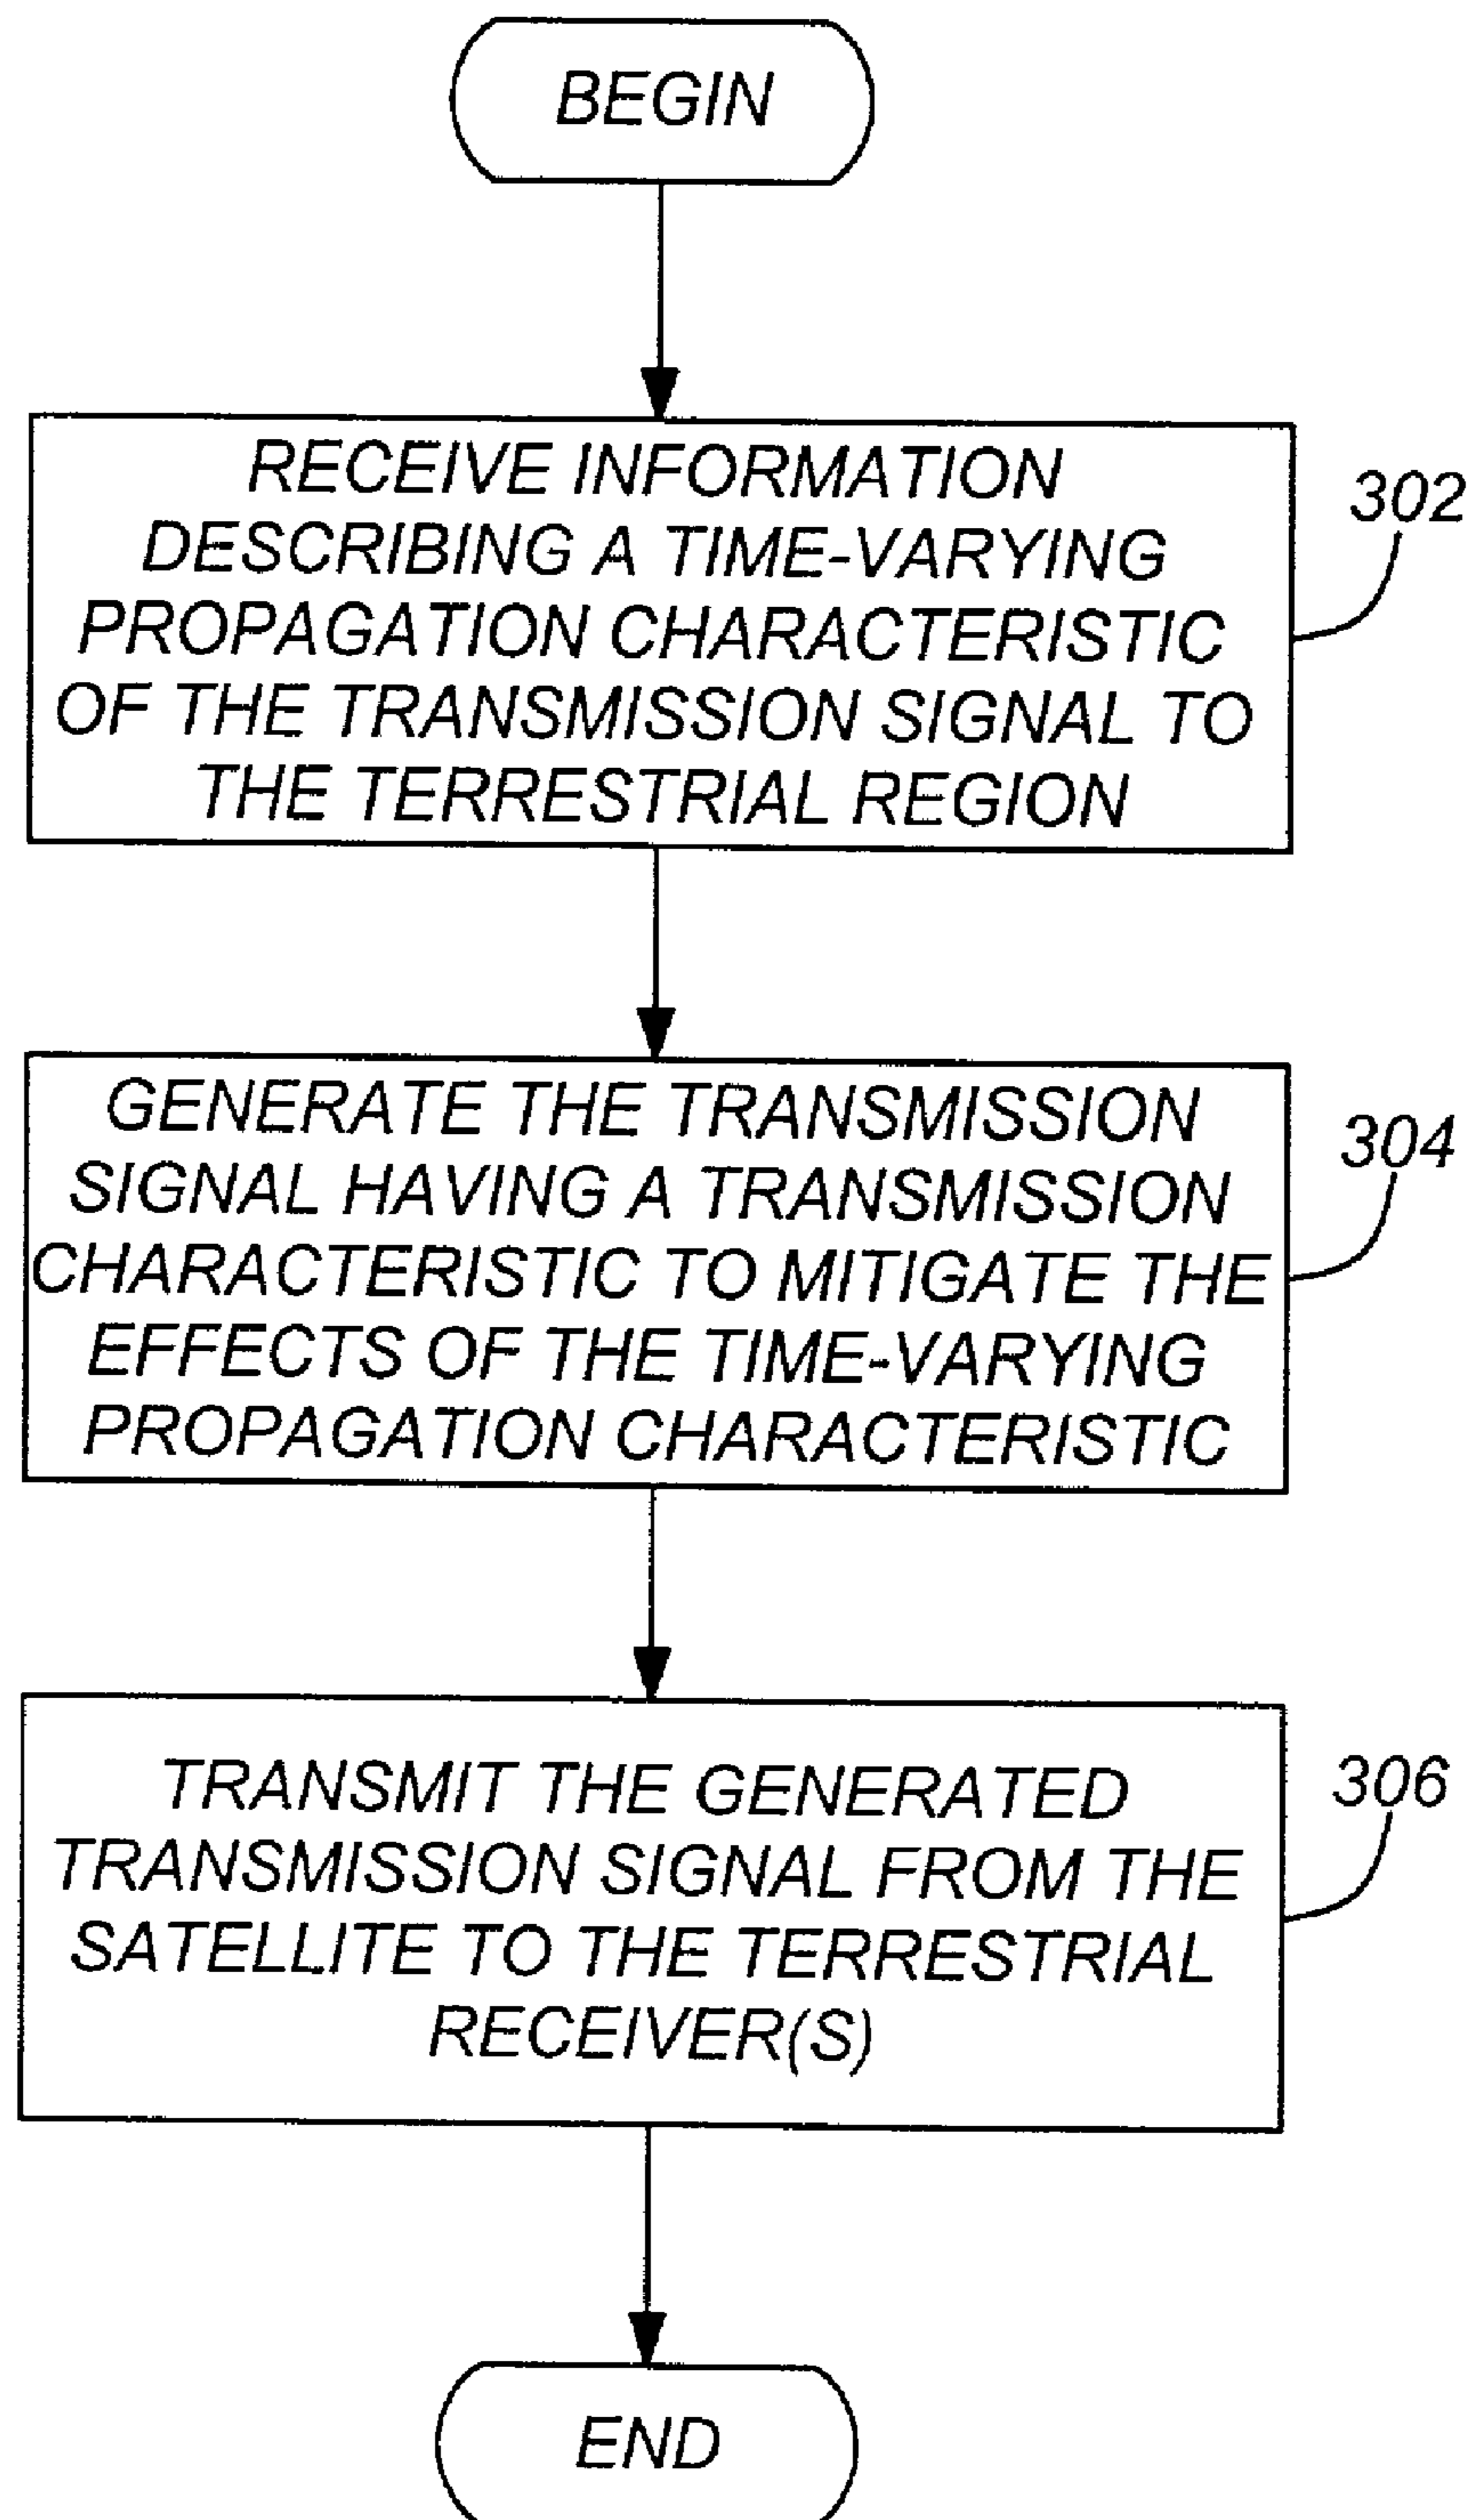 BEGIN
RECEIVE INFORMATION
DESCRIBING A TIME-VARYING
PROPAGATION CHARACTERISTIC
OF THE TRANSMISSION SIGNAL TO
THE TERRESTRIAL REGION
302
GENERATE THE TRANSMISSION
SIGNAL HAVING A TRANSMISSION
CHARACTERISTIC TO MITIGATE THE
EFFECTS OF THE TIME-VARYING
PROPAGATION CHARACTERISTIC
304
TRANSMIT THE GENERATED
TRANSMISSION SIGNAL FROM THE
SATELLITE TO THE TERRESTRIAL
RECEIVER(S)
306
END